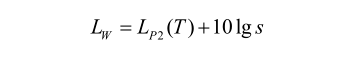 L_W = L_{P2}(T) + 10 lg s